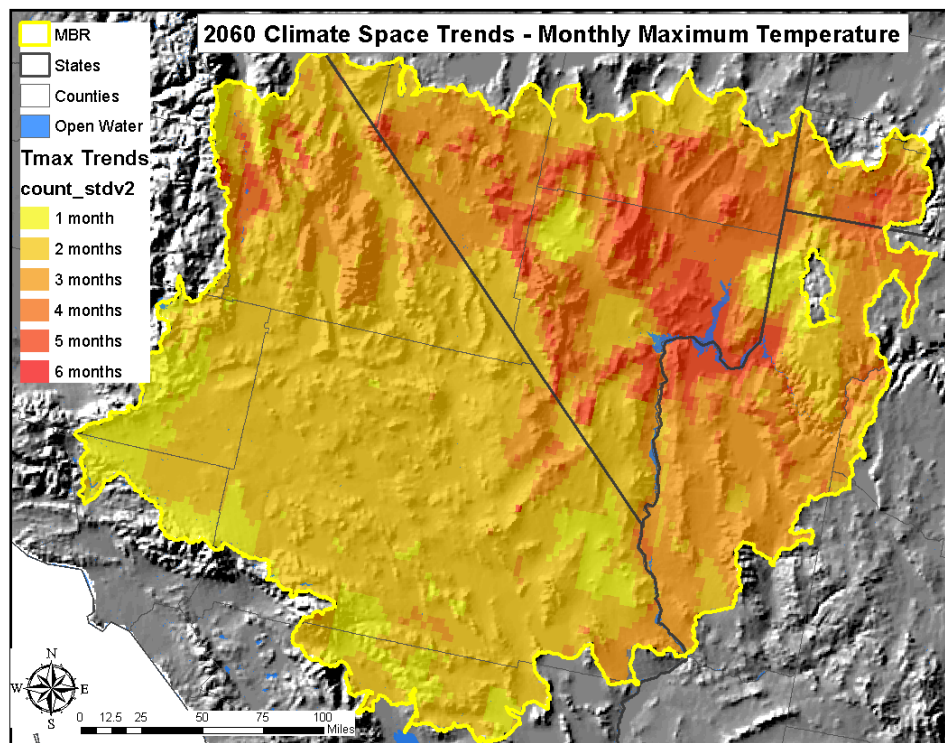 2060 Climate Space Trends - Monthly Maximum Temperature
MBR
States
Counties
Open Water
Tmax Trends
count_stdv2
1 month
2 months
3 months
4 months
5 months
6 months
N
W E
S
0 12.5 25 50 75 100
Miles